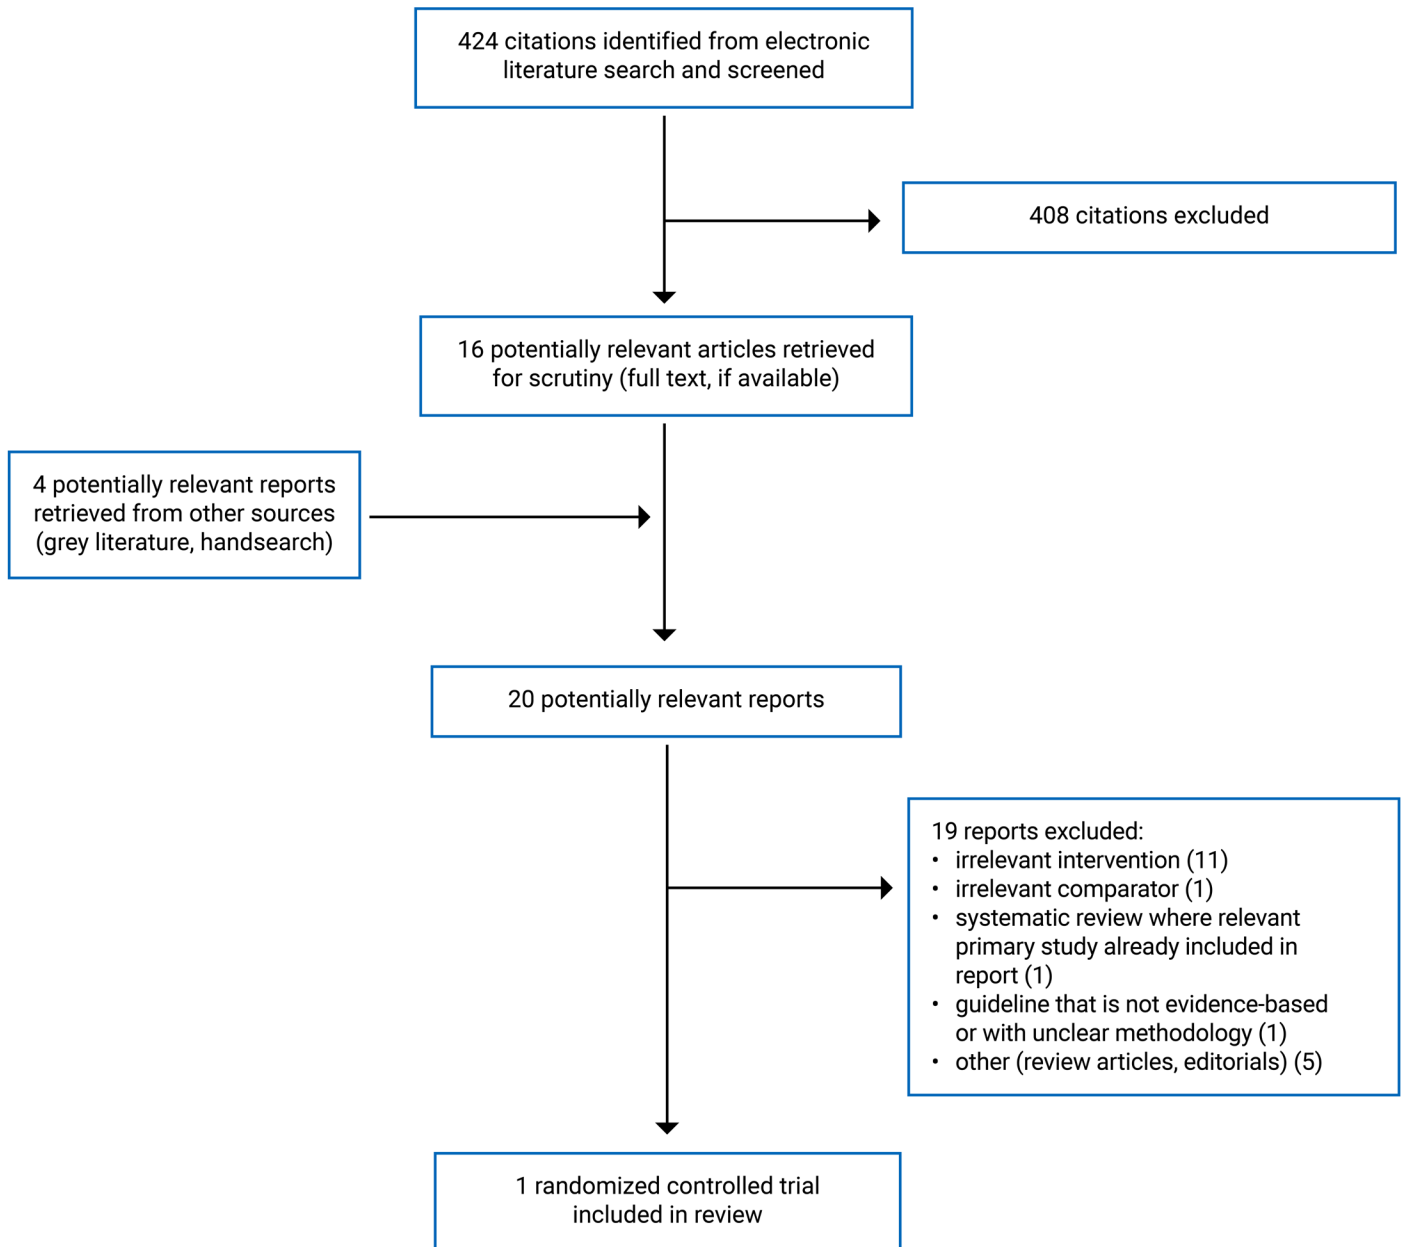 424 citations identified from electronic
literature search and screened
408 citations excluded
16 potentially relevant articles retrieved
for scrutiny (full text, if available)
4 potentially relevant reports
retrieved from other sources
(grey literature, handsearch)
20 potentially relevant reports
19 reports excluded:
• irrelevant intervention (11)
• irrelevant comparator (1)
• systematic review where relevant
primary study already included in
report (1)
• guideline that is not evidence-based
or with unclear methodology (1)
• other (review articles, editorials) (5)
1 randomized controlled trial
included in review